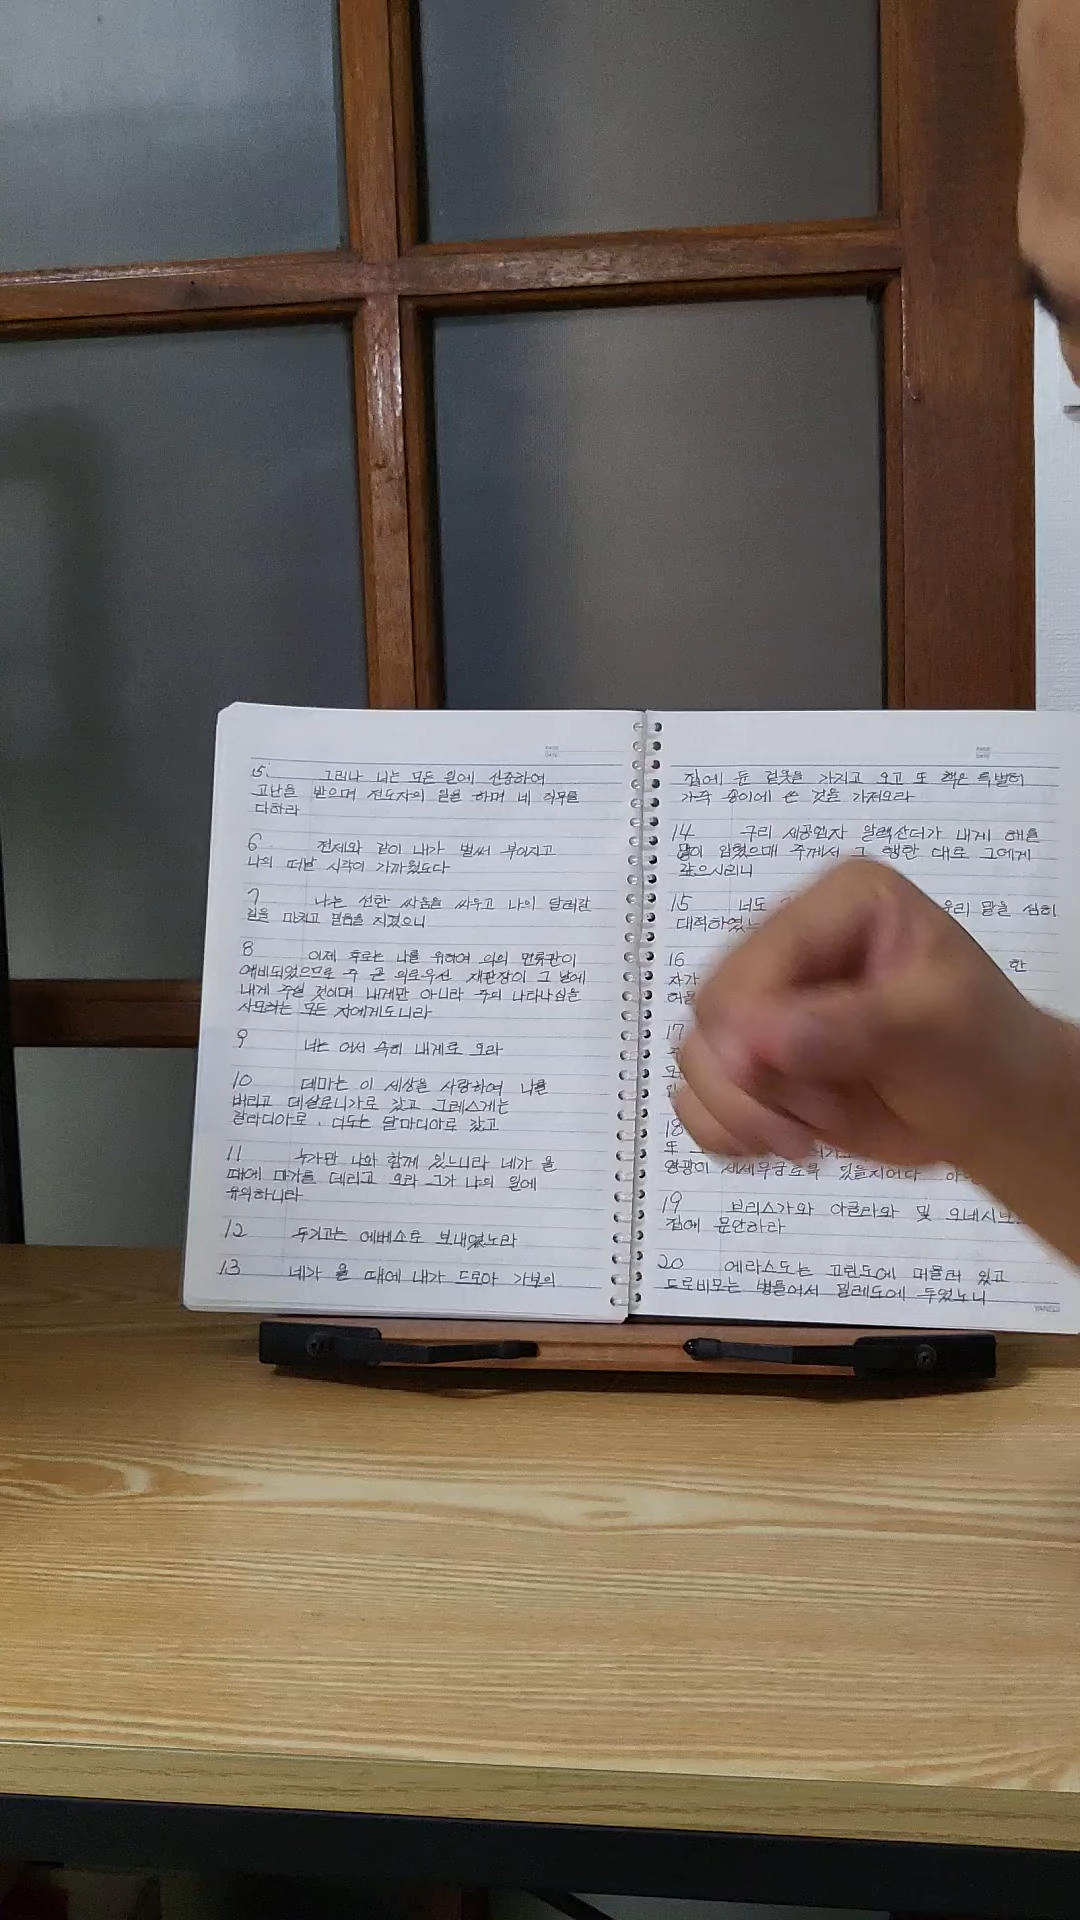 5. 그러나 너는 모든 일에 신중하여
고난을 받으며 전도자의 일을 하며 네 직무를
다하라
6 전제와 같이 내가 벌써 부어지고
나의 떠날 시각이 가까웠도다
7 나는 선한 싸움을 싸우고 나의 달려갈
길을 마치고 믿음을 지켰으니
8 이제 후로는 나를 위하여 의의 면류관이
예비되었으므로 주 곧 의로우신 재판장이 그 날에
내게 주실 것이며 내게만 아니라 주의 나타나심을
사모하는 모든 자에게도니라
9 너는 어서 속히 내게로 오라
10 데마는 이 세상을 사랑하여 나를
버리고 데살로니가로 갔고 그레스게는
갈라디아로, 디도는 달마디아로 갔고
11 누가만 나와 함께 있느니라 네가 올
때에 마가를 데리고 오라 그가 나의 일에
유익하니라
12 두기고는 에베소로 보내었노라
13 네가 올 때에 내가 드로아 가보의
PAGE
DATE
집에 둔 겉옷을 가지고 오고 또 책은 특별히
가죽 종이에 쓴 것을 가져오라
14 구리 세공업자 알렉산더가 내게 해를
많이 입혔으매 주께서 그 행한 대로 그에게
갚으시리니
15 너도 우리 말을 심히
대적하였느
16 한
자가
허물
17
18
또 그
영광이 세세무궁토록 있을지어다 아
19 브리스가와 아굴라와 및 오네시
집에 문안하라
20 에라스도는 고린도에 머물러 있고
드로비모는 병들어서 밀레도에 두었노니